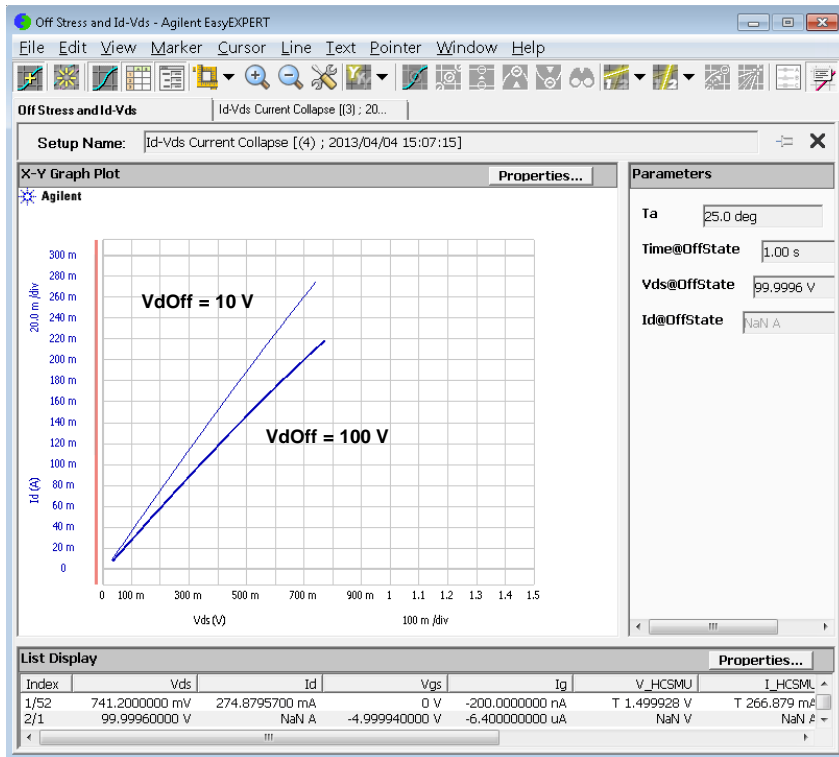 Off Stress and Id-Vds - Agilent EasyEXPERT
File Edit View Marker Cursor Line Text Pointer Window Help
Off Stress and Id-Vds
Id-Vds Current Collapse [(3) ; 20...
Setup Name: Id-Vds Current Collapse [(4) ; 2013/04/04 15:07:15]
X-Y Graph Plot Properties...
Agilent
300 m
280 m
260 m
240 m
220 m
200 m
180 m
160 m
140 m
120 m
100 m
80 m
60 m
40 m
20 m
0
20.0 m /div
Id (A)
VdOff = 10 V
VdOff = 100 V
0 100 m 300 m 500 m 700 m 900 m 1 1.1 1.2 1.3 1.4 1.5
Vds (V) 100 m /div
Parameters
Ta 25.0 deg
Time@OffState 1.00 s
Vds@OffState 99.9996 V
Id@OffState NaN A
List Display Properties...
Index Vds Id Vgs Ig V_HCSMU
1/52 741.2000000 mV 274.8795700 mA 0 V -200.0000000 nA T 1.499928 V T 266.879 mA
2/1 99.99960000 V NaN A -4.999940000 V -6.400000000 uA NaN V NaN A